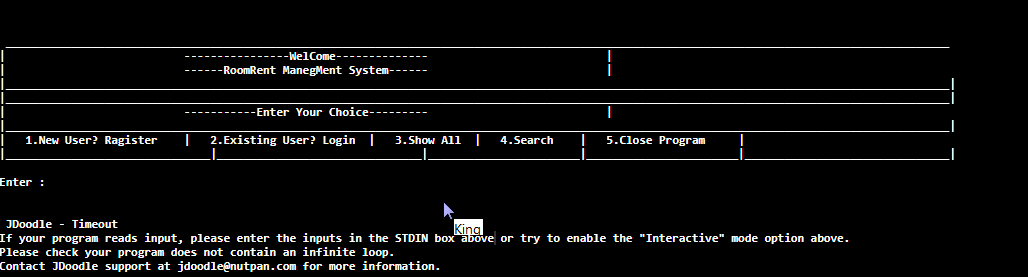 ----------------WelCome--------------
------RoomRent ManegMent System------
-----------Enter Your Choice---------
| 1.New User? Ragister | 2.Existing User? Login | 3.Show All | 4.Search | 5.Close Program |
Enter :
King
JDoodle - Timeout
If your program reads input, please enter the inputs in the STDIN box above or try to enable the "Interactive" mode option above.
Please check your program does not contain an infinite loop.
Contact JDoodle support at jdoodle@nutpan.com for more information.